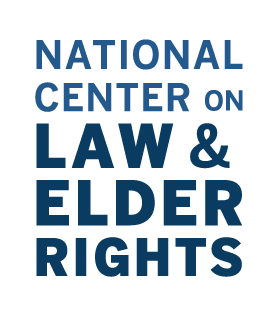 NATIONAL
CENTER ON
LAW &
ELDER
RIGHTS